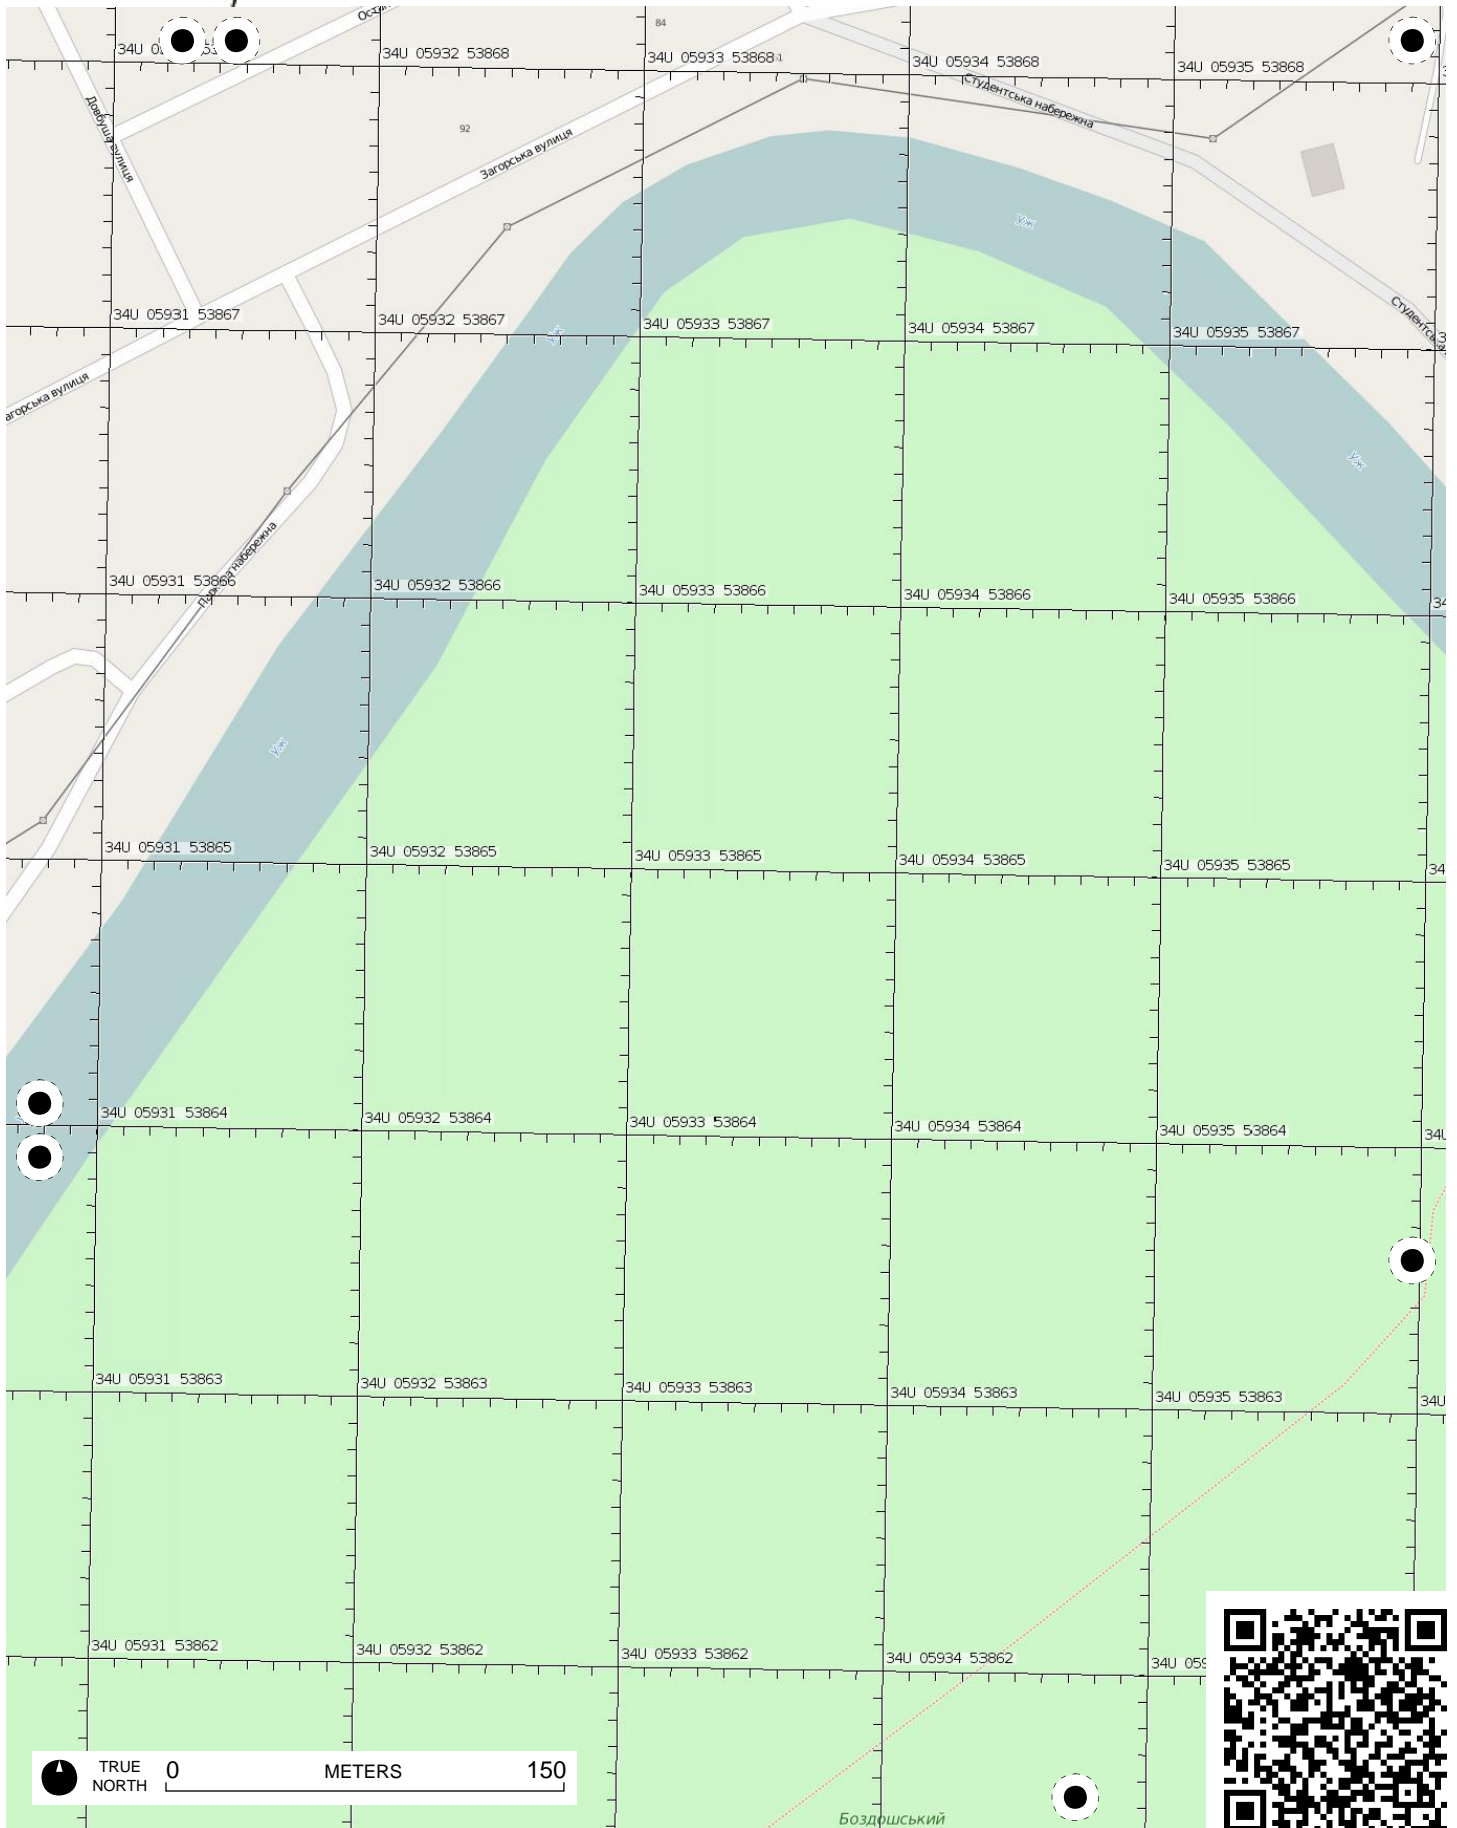 84
34U 05932 53868
34U 05933 53868
34U 05934 53868
34U 05935 53868
Студентська набережна
Довбуша вулиця
92
Загорська вулиця
Уж
34U 05931 53867
34U 05932 53867
34U 05933 53867
34U 05934 53867
34U 05935 53867
Уж
Уж
34U 05931 53866
34U 05932 53866
34U 05933 53866
34U 05934 53866
34U 05935 53866
набережна
Уж
34U 05931 53865
34U 05932 53865
34U 05933 53865
34U 05934 53865
34U 05935 53865
34U 05931 53864
34U 05932 53864
34U 05933 53864
34U 05934 53864
34U 05935 53864
34U
34U 05931 53863
34U 05932 53863
34U 05933 53863
34U 05934 53863
34U 05935 53863
34U
34U 05931 53862
34U 05932 53862
34U 05933 53862
34U 05934 53862
34U
TRUE NORTH
0 METERS 150
Боздошський